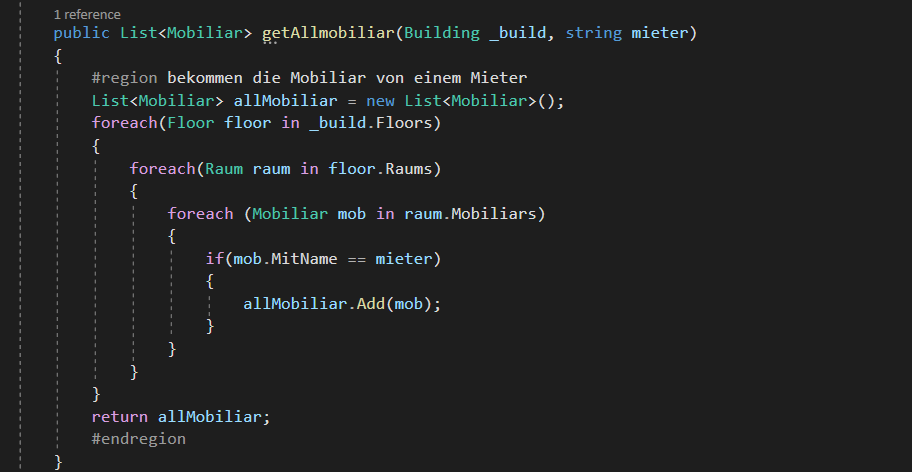 1 reference
public List<Mobiliar> getAllmobiliar(Building _build, string mieter)
{
#region bekommen die Mobiliar von einem Mieter
List<Mobiliar> allMobiliar = new List<Mobiliar>();
foreach(Floor floor in _build.Floors)
{
foreach(Raum raum in floor.Raums)
{
foreach (Mobiliar mob in raum.Mobiliars)
{
if(mob.MitName == mieter)
{
allMobiliar.Add(mob);
}
}
}
}
return allMobiliar;
#endregion
}